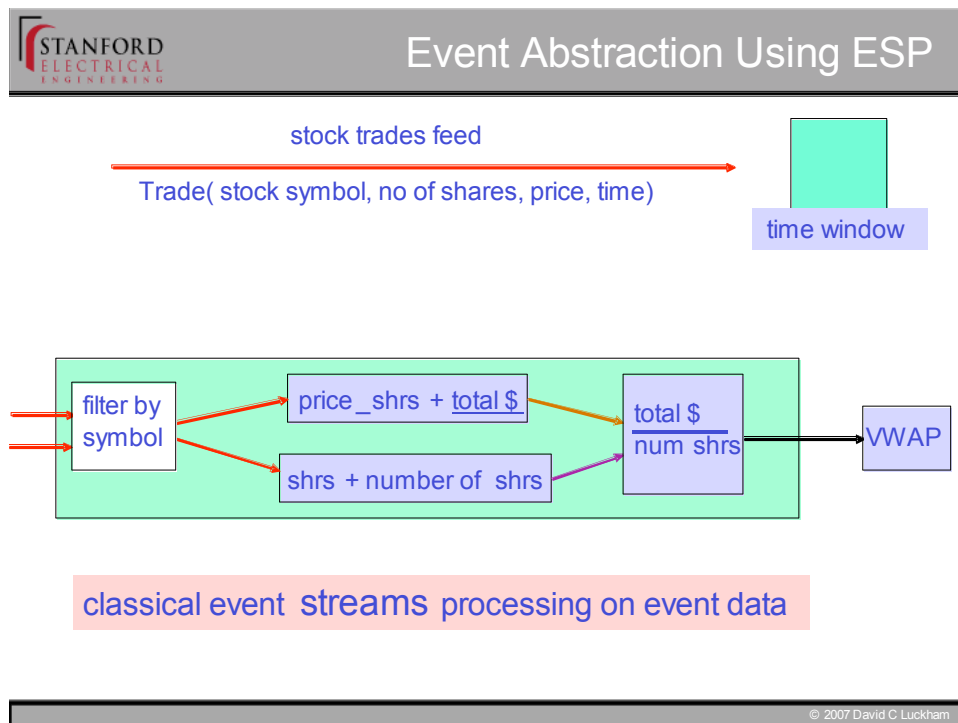 STANFORD
ELECTRICAL
ENGINEERING
Event Abstraction Using ESP
stock trades feed
Trade( stock symbol, no of shares, price, time)
time window
filter by
symbol
price_shrs + total $
shrs + number of shrs
total $
num shrs
VWAP
classical event streams processing on event data
© 2007 David C Luckham